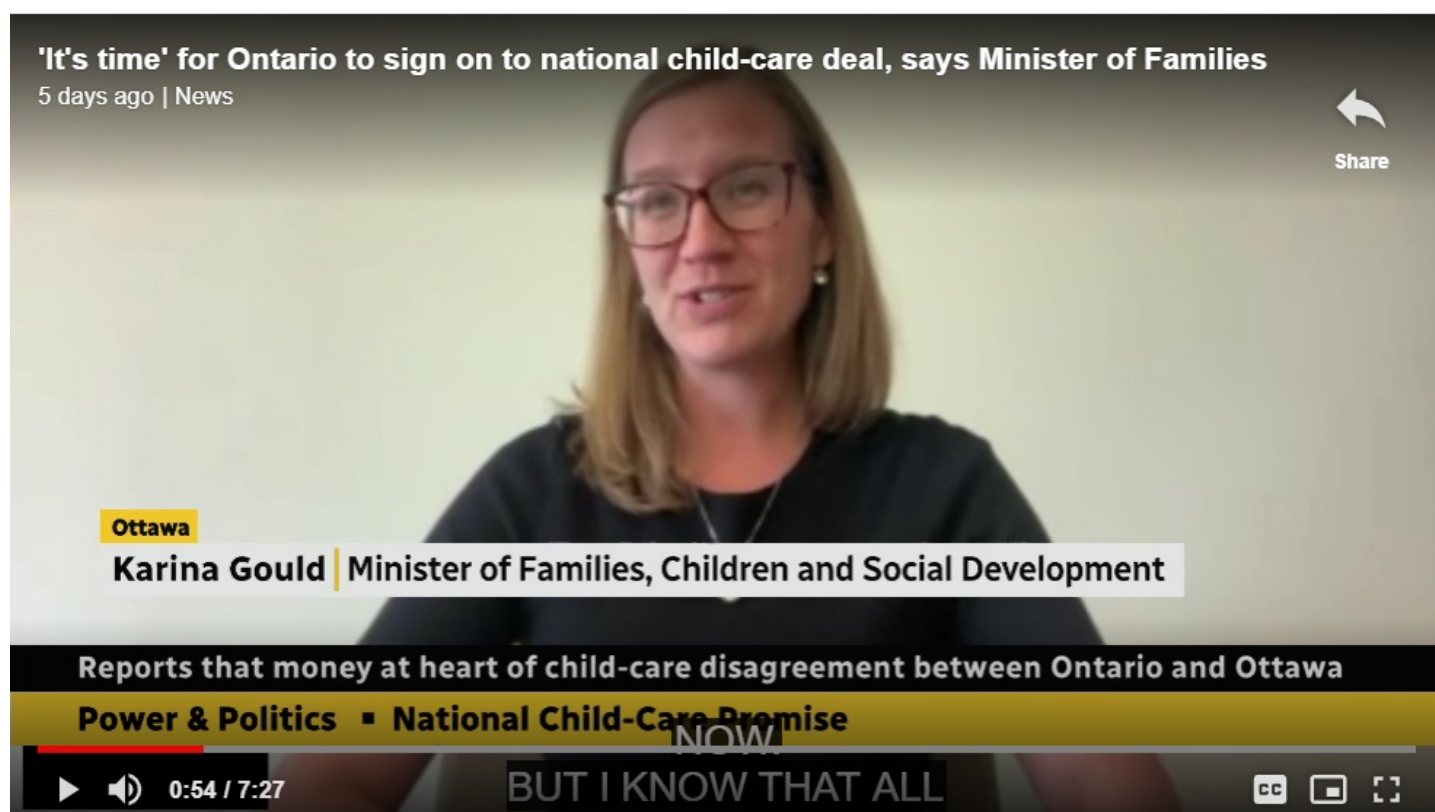 'It's time' for Ontario to sign on to national child-care deal, says Minister of Families
5 days ago | News
Share
Ottawa
Karina Gould | Minister of Families, Children and Social Development
Reports that money at heart of child-care disagreement between Ontario and Ottawa
Power & Politics ▪ National Child-Care Promise
NOW.
BUT I KNOW THAT ALL
0:54 / 7:27
CC